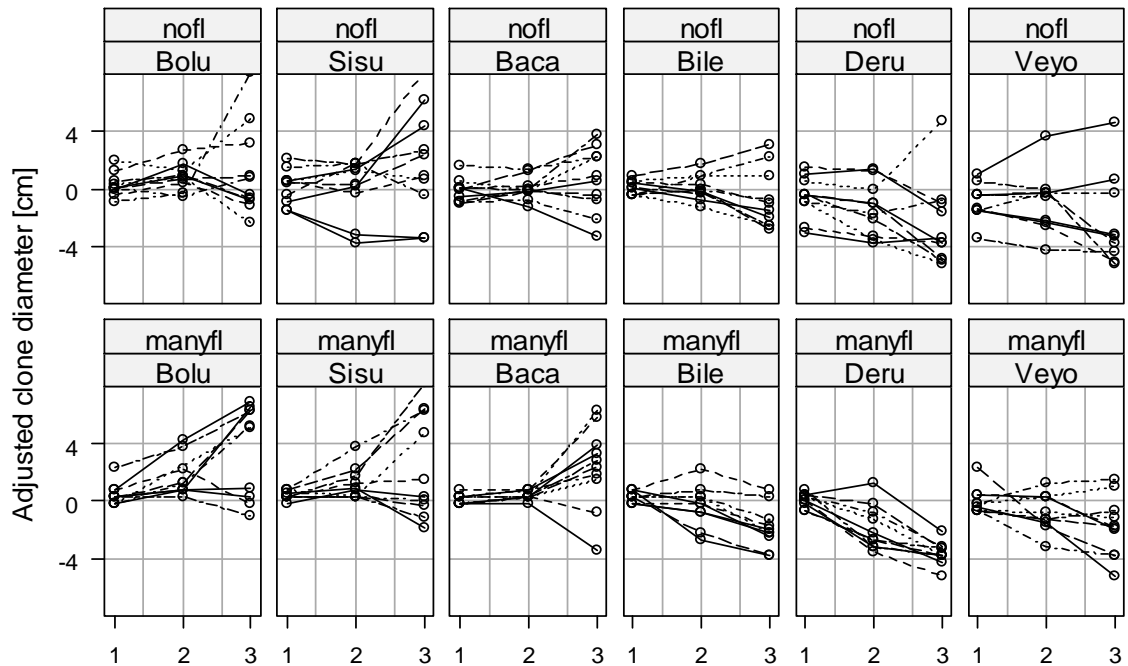 nofl nofl nofl nofl nofl nofl
Bolu Sisu Baca Bile Deru Veyo
4
0
-4
manyfl manyfl manyfl manyfl manyfl manyfl
Bolu Sisu Baca Bile Deru Veyo
4
0
-4
1 2 3 1 2 3 1 2 3 1 2 3 1 2 3 1 2 3
Adjusted clone diameter [cm]